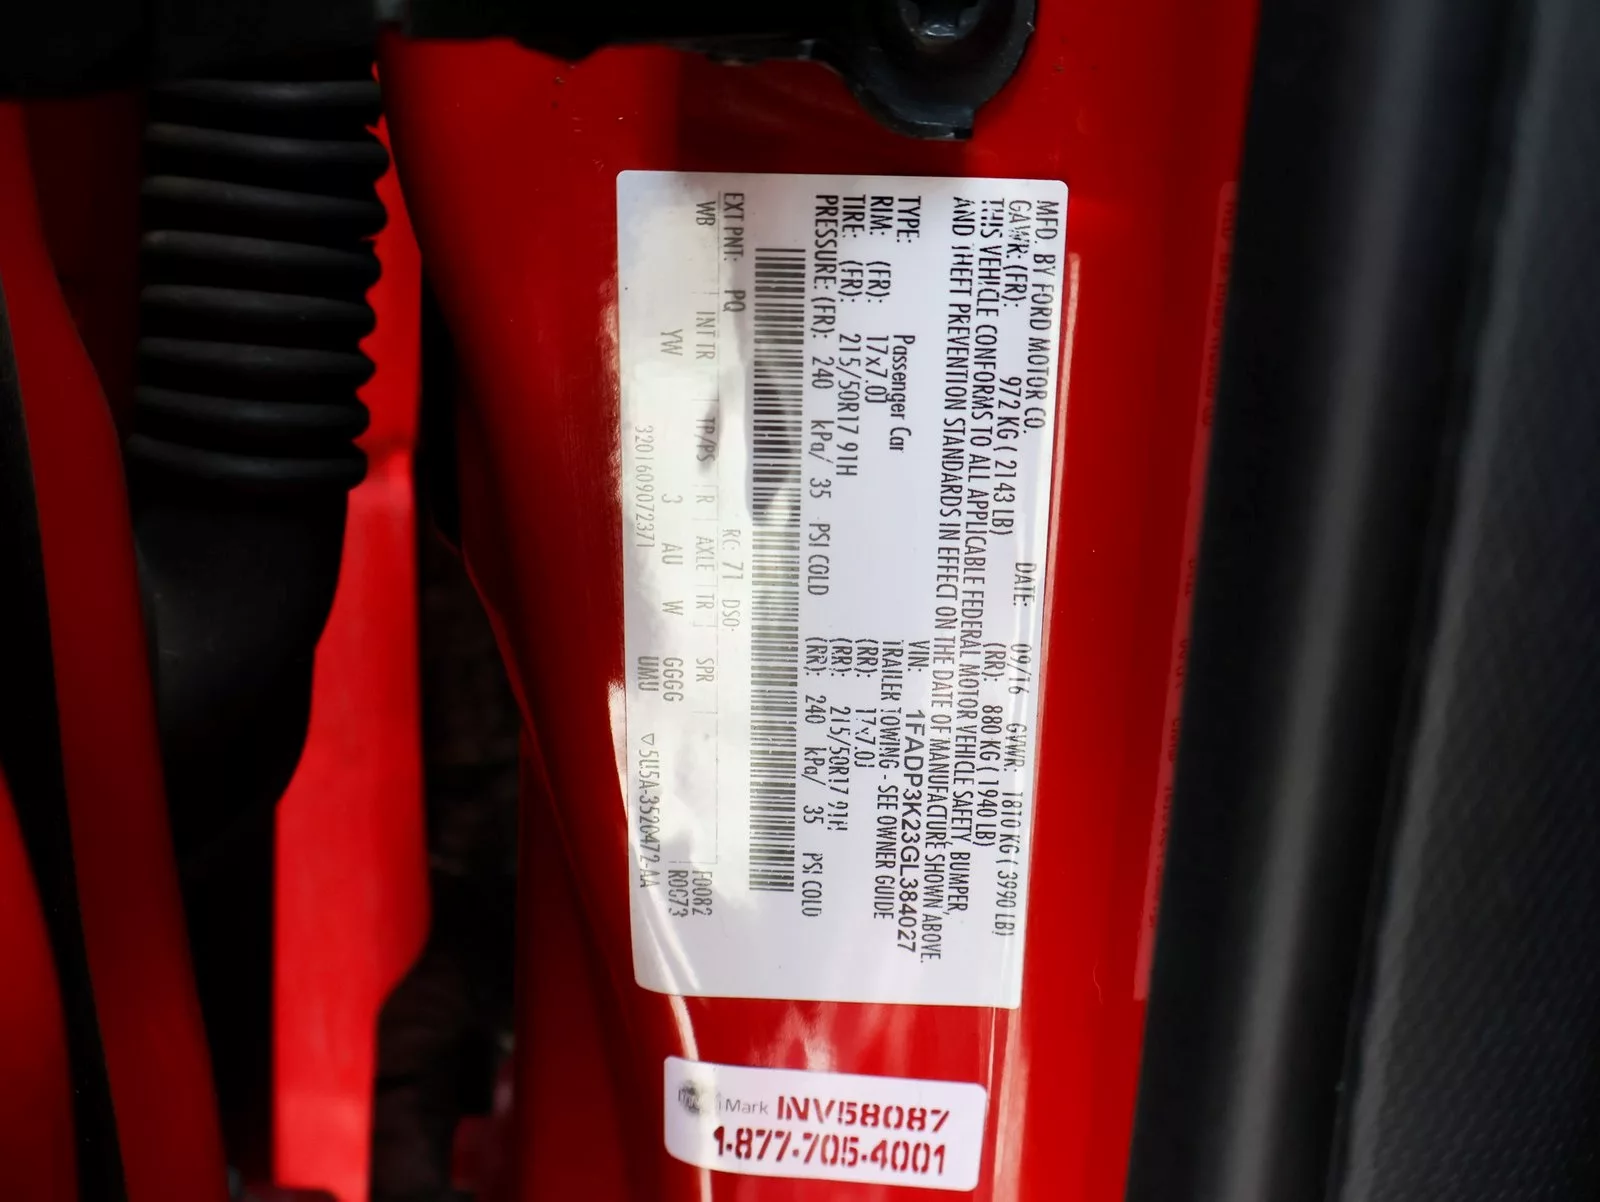 MFD. BY FORD MOTOR CO.
DATE: 09/16 GVWR: 1810 KG ( 3990 LB)
GAWR: (FR): 972 KG ( 2143 LB) (RR): 880 KG ( 1940 LB)
THIS VEHICLE CONFORMS TO ALL APPLICABLE FEDERAL MOTOR VEHICLE SAFETY, BUMPER,
AND THEFT PREVENTION STANDARDS IN EFFECT ON THE DATE OF MANUFACTURE SHOWN ABOVE.
VIN: 1FADP3K23GL384027
TYPE: Passenger Car TRAILER TOWING - SEE OWNER GUIDE
RIM: (FR): 17x7.0J (RR): 17x7.0J
TIRE: (FR): 215/50R17 91H (RR): 215/50R17 91H
PRESSURE: (FR): 240 kPa/ 35 PSI COLD (RR): 240 kPa/ 35 PSI COLD
EXT PNT: PQ RC: 71 DSO:
WB INT TR TP/PS R AXLE TR SPR F0082
YW 3 AU W GGGG R0073
3201609072371 UMU ▽5U5A-3520472-AA
Mark INV58087
1-877-705-4001